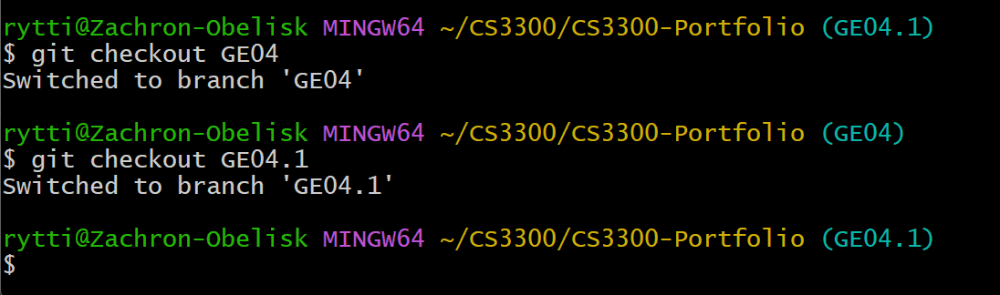 rytti@Zachron-Obelisk MINGW64 ~/CS3300/CS3300-Portfolio (GE04.1)
$ git checkout GE04
Switched to branch 'GE04'
rytti@Zachron-Obelisk MINGW64 ~/CS3300/CS3300-Portfolio (GE04)
$ git checkout GE04.1
Switched to branch 'GE04.1'
rytti@Zachron-Obelisk MINGW64 ~/CS3300/CS3300-Portfolio (GE04.1)
$